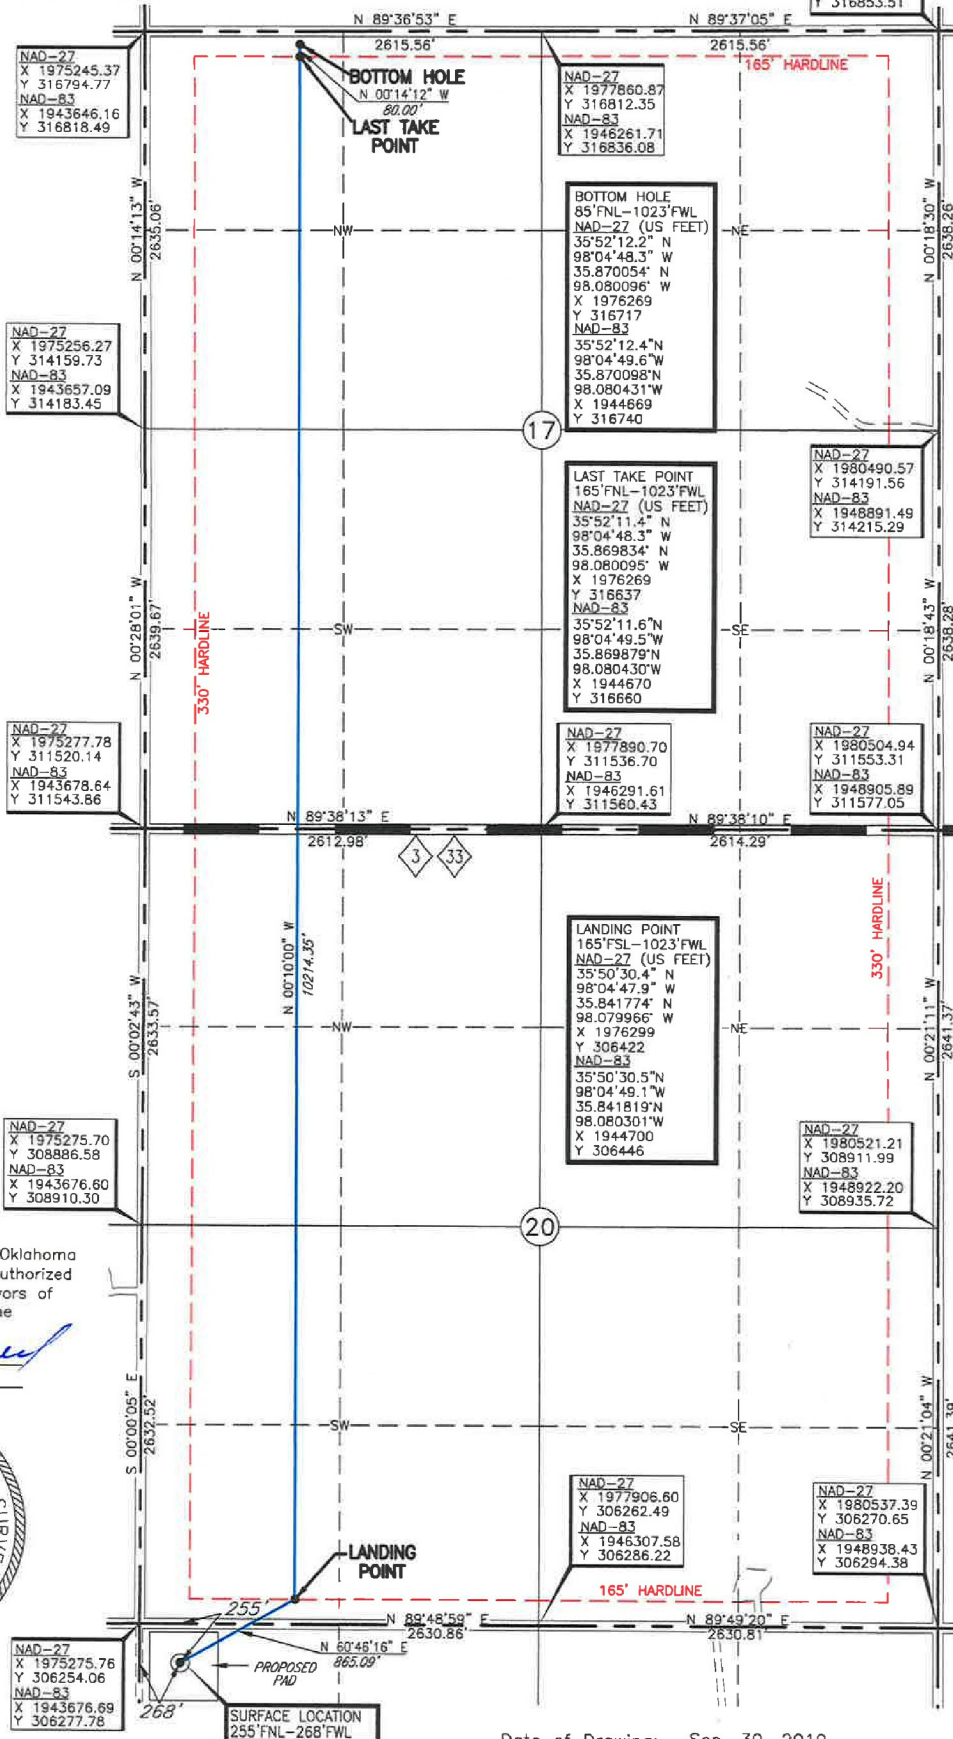 Y 316853.51
N 89°36'53" E
2615.56'
N 89°37'05" E
2615.56'
NAD-27
X 1975245.37
Y 316794.77
NAD-83
X 1943646.16
Y 316818.49
BOTTOM HOLE
N 00°14'12" W
80.00'
LAST TAKE
POINT
NAD-27
X 1977860.87
Y 316812.35
NAD-83
X 1946261.71
Y 316836.08
165' HARDLINE
N 00°14'13" W
2635.06'
NW
BOTTOM HOLE
85'FNL-1023'FWL
NAD-27 (US FEET)
35°52'12.2" N
98°04'48.3" W
35.870054° N
98.080096° W
X 1976269
Y 316717
NAD-83
35°52'12.4"N
98°04'49.6"W
35.870098°N
98.080431°W
X 1944669
Y 316740
NE
N 00°18'30" W
2638.26'
NAD-27
X 1975256.27
Y 314159.73
NAD-83
X 1943657.09
Y 314183.45
17
NAD-27
X 1980490.57
Y 314191.56
NAD-83
X 1948891.49
Y 314215.29
LAST TAKE POINT
165'FNL-1023'FWL
NAD-27 (US FEET)
35°52'11.4" N
98°04'48.3" W
35.869834° N
98.080095° W
X 1976269
Y 316637
NAD-83
35°52'11.6"N
98°04'49.5"W
35.869879°N
98.080430°W
X 1944670
Y 316660
N 00°28'01" W
2639.67'
330' HARDLINE
SW
SE
N 00°18'43" W
2638.28'
NAD-27
X 1975277.78
Y 311520.14
NAD-83
X 1943678.64
Y 311543.86
NAD-27
X 1977890.70
Y 311536.70
NAD-83
X 1946291.61
Y 311560.43
NAD-27
X 1980504.94
Y 311553.31
NAD-83
X 1948905.89
Y 311577.05
N 89°38'13" E
2612.98'
N 89°38'10" E
2614.29'
3
33
N 00°10'00" W
10214.35'
330' HARDLINE
LANDING POINT
165'FSL-1023'FWL
NAD-27 (US FEET)
35°50'30.4" N
98°04'47.9" W
35.841774° N
98.079966° W
X 1976299
Y 306422
NAD-83
35°50'30.5"N
98°04'49.1"W
35.841819°N
98.080301°W
X 1944700
Y 306446
S 00°02'43" W
2633.57'
NW
NE
N 00°21'11" W
2641.37'
NAD-27
X 1975275.70
Y 308886.58
NAD-83
X 1943676.60
Y 308910.30
NAD-27
X 1980521.21
Y 308911.99
NAD-83
X 1948922.20
Y 308935.72
20
Oklahoma
uthorized
ors of
S 00°00'05" E
2632.52'
SW
SE
N 00°21'04" W
2641.39'
NAD-27
X 1977906.60
Y 306262.49
NAD-83
X 1946307.58
Y 306286.22
NAD-27
X 1980537.39
Y 306270.65
NAD-83
X 1948938.43
Y 306294.38
LANDING
POINT
165' HARDLINE
255'
N 89°48'59" E
2630.86'
N 89°49'20" E
2630.81'
NAD-27
X 1975275.76
Y 306254.06
NAD-83
X 1943676.69
Y 306277.78
N 60°46'16" E
865.09'
PROPOSED
PAD
268'
SURFACE LOCATION
255'FNL-268'FWL
Date of Drawing: Sep. 30, 2019